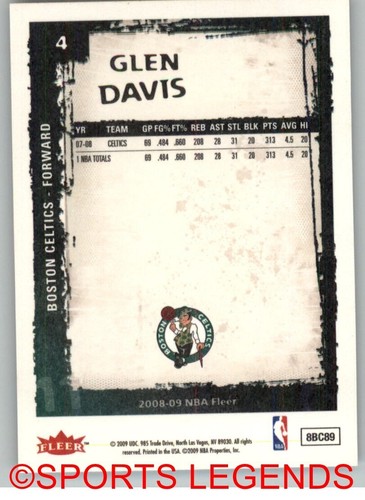 4
GLEN
DAVIS
BOSTON CELTICS - FORWARD
YR TEAM GP FG% FT% REB AST STL BLK PTS AVG HI
07-08 CELTICS 69 .484 .660 208 28 31 20 313 4.5 20
1 NBA TOTALS 69 .484 .660 208 28 31 20 313 4.5 20
BOSTON
CELTICS
2008-09 NBA Fleer
FLEER
© 2009 UDC. 985 Trade Drive, North Las Vegas, NV 89030. All rights
reserved. Printed in the USA. ©2009 NBA Properties, Inc.
NBA
8BC89
©SPORTS LEGENDS